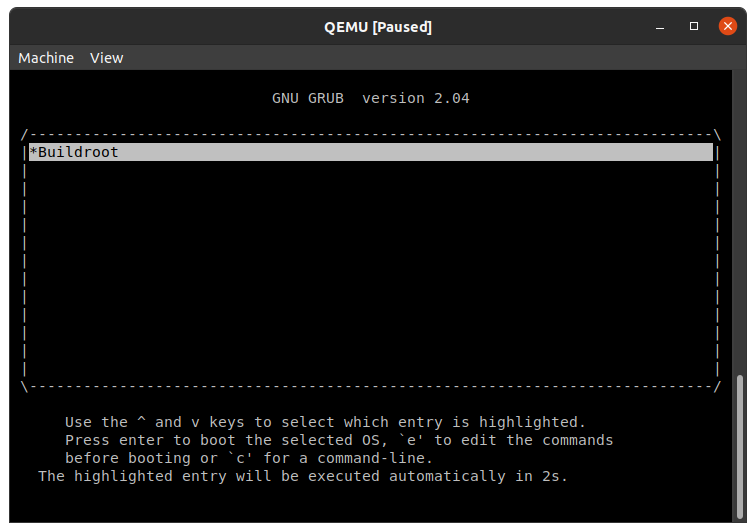 QEMU [Paused]
Machine View
GNU GRUB  version 2.04
/----------------------------------------------------------------------------\
|*Buildroot |
\----------------------------------------------------------------------------/
Use the ^ and v keys to select which entry is highlighted.
Press enter to boot the selected OS, `e' to edit the commands
before booting or `c' for a command-line.
The highlighted entry will be executed automatically in 2s.